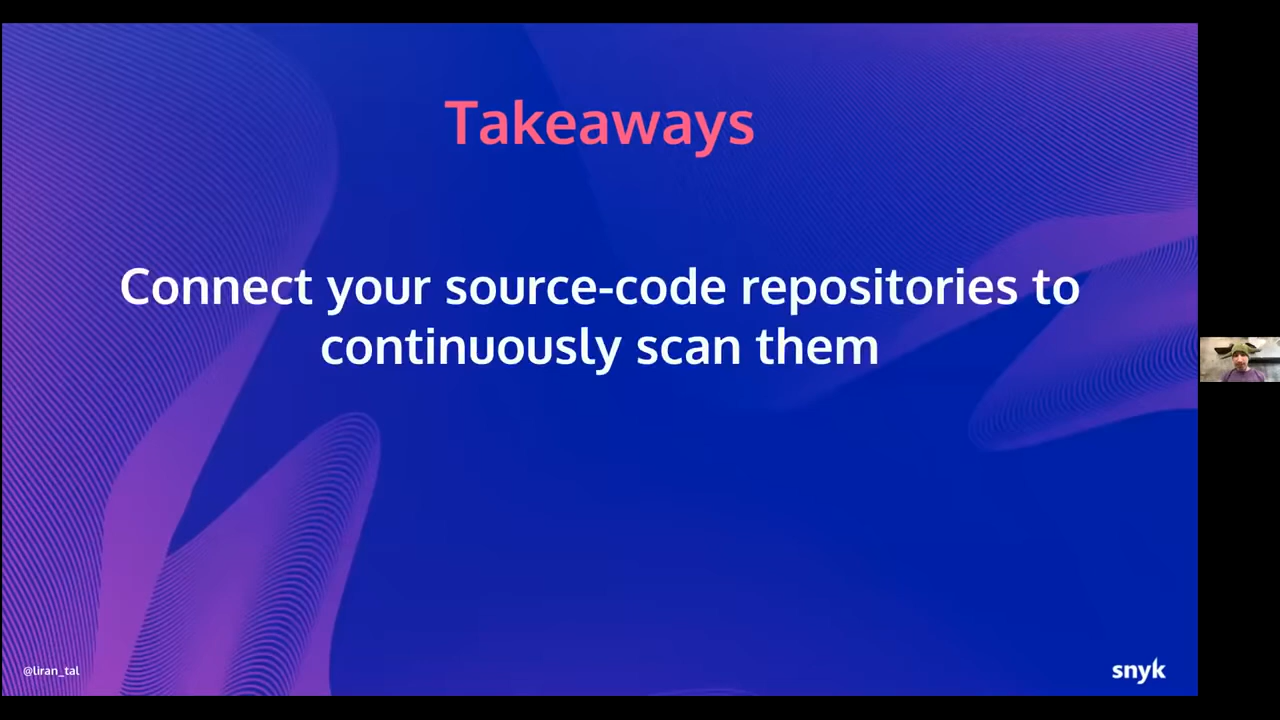 Takeaways
Connect your source-code repositories to
continuously scan them
@liran_tal
snyk